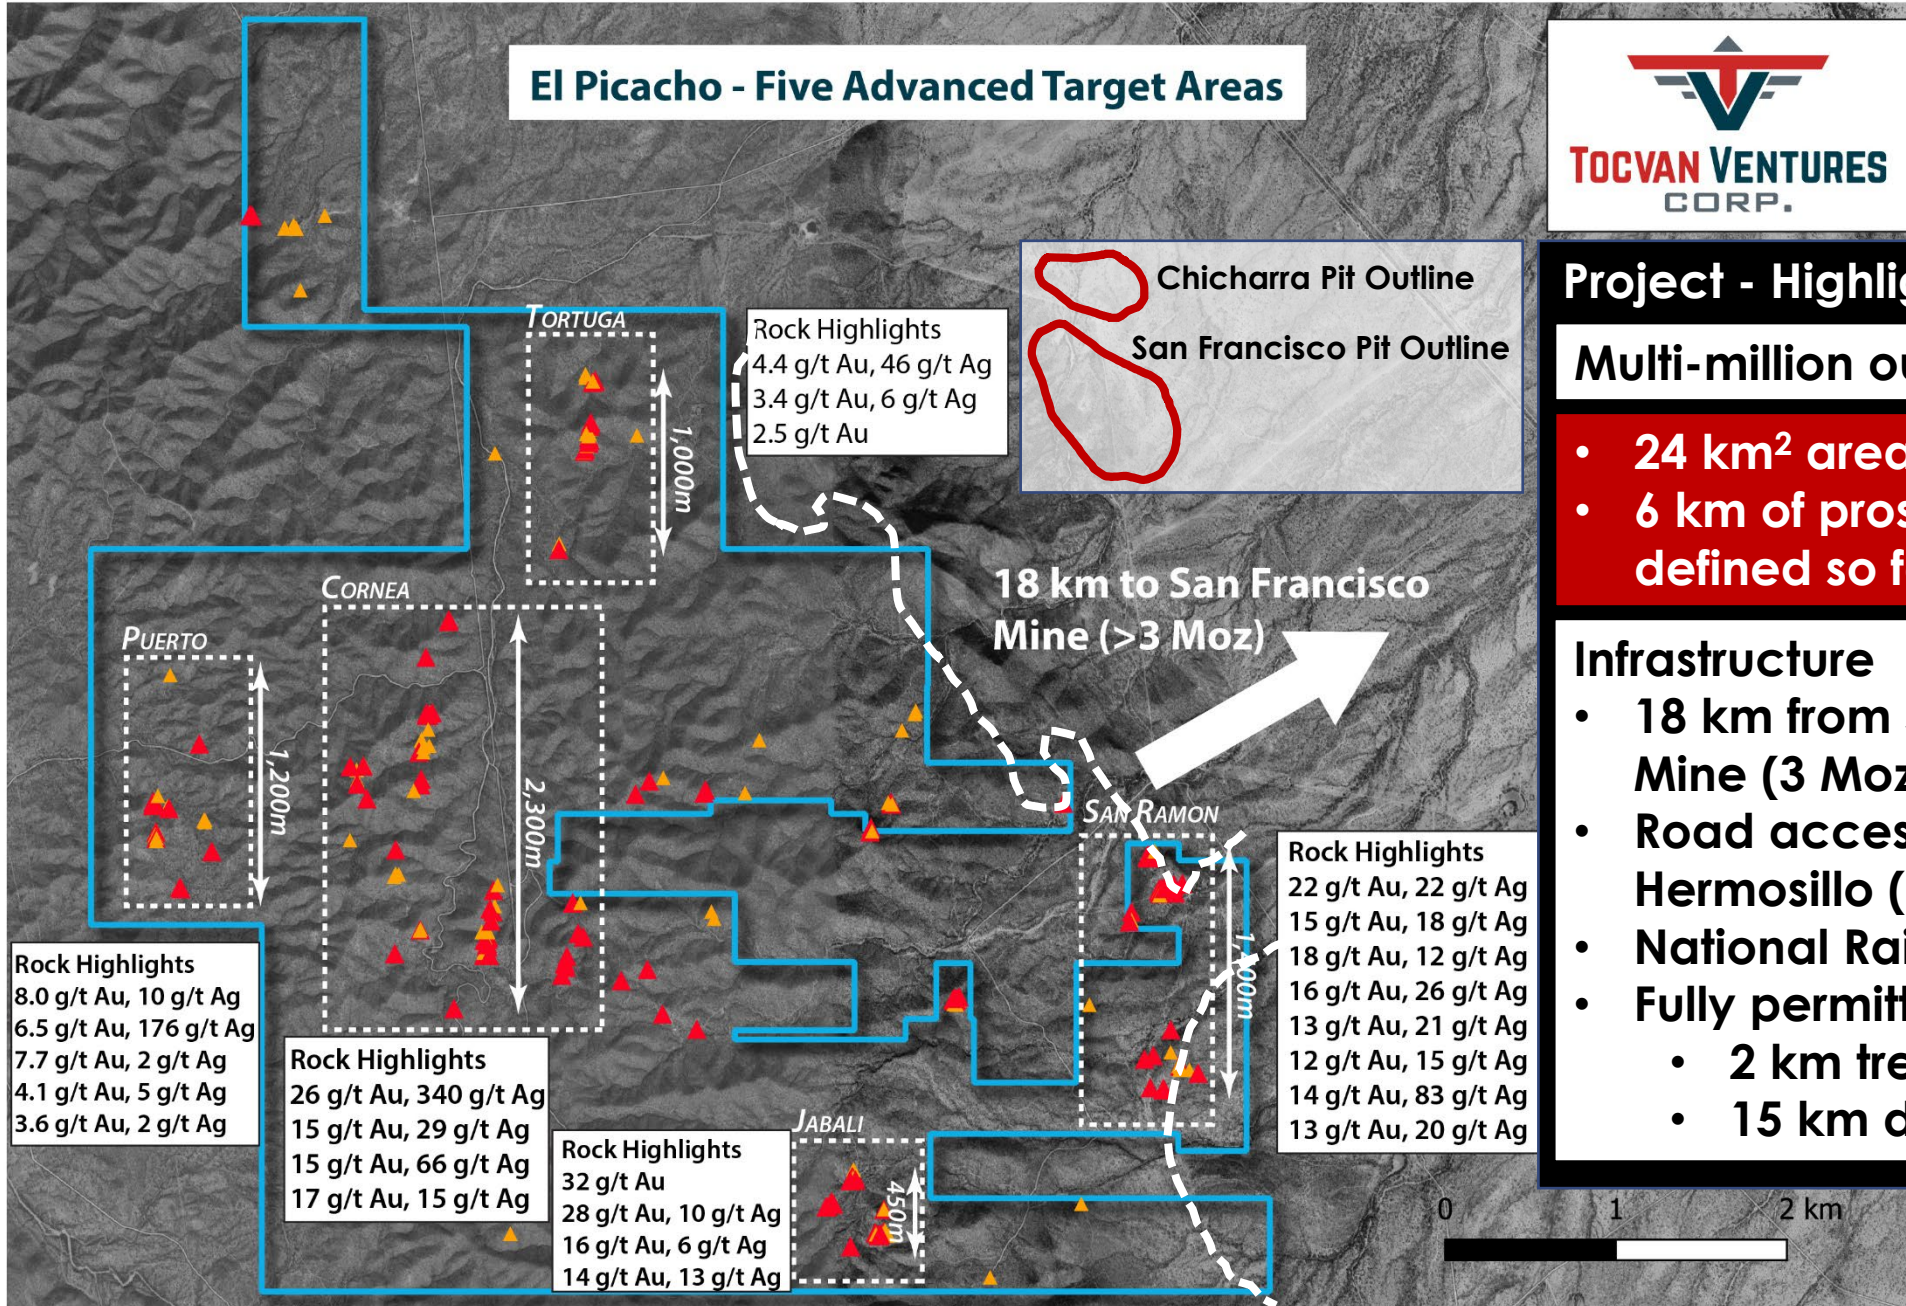 El Picacho - Five Advanced Target Areas
TOCVAN VENTURES
CORP.
Chicharra Pit Outline
San Francisco Pit Outline
TORTUGA
1,000m
Rock Highlights
4.4 g/t Au, 46 g/t Ag
3.4 g/t Au, 6 g/t Ag
2.5 g/t Au
18 km to San Francisco
Mine (>3 Moz)
CORNEA
2,300m
PUERTO
1,200m
SAN RAMON
JABALI
450m
Rock Highlights
8.0 g/t Au, 10 g/t Ag
6.5 g/t Au, 176 g/t Ag
7.7 g/t Au, 2 g/t Ag
4.1 g/t Au, 5 g/t Ag
3.6 g/t Au, 2 g/t Ag
Rock Highlights
26 g/t Au, 340 g/t Ag
15 g/t Au, 29 g/t Ag
15 g/t Au, 66 g/t Ag
17 g/t Au, 15 g/t Ag
Rock Highlights
32 g/t Au
28 g/t Au, 10 g/t Ag
16 g/t Au, 6 g/t Ag
14 g/t Au, 13 g/t Ag
Rock Highlights
22 g/t Au, 22 g/t Ag
15 g/t Au, 18 g/t Ag
18 g/t Au, 12 g/t Ag
16 g/t Au, 26 g/t Ag
13 g/t Au, 21 g/t Ag
12 g/t Au, 15 g/t Ag
14 g/t Au, 83 g/t Ag
13 g/t Au, 20 g/t Ag
Project -
Multi-million
• 24 km² area
• 6 km of
defined so
Infrastructure
• 18 km from
Mine (3 Moz
• Road
Hermosillo (
• National
• Fully
• 2 km
• 15 km
0 1 2 km